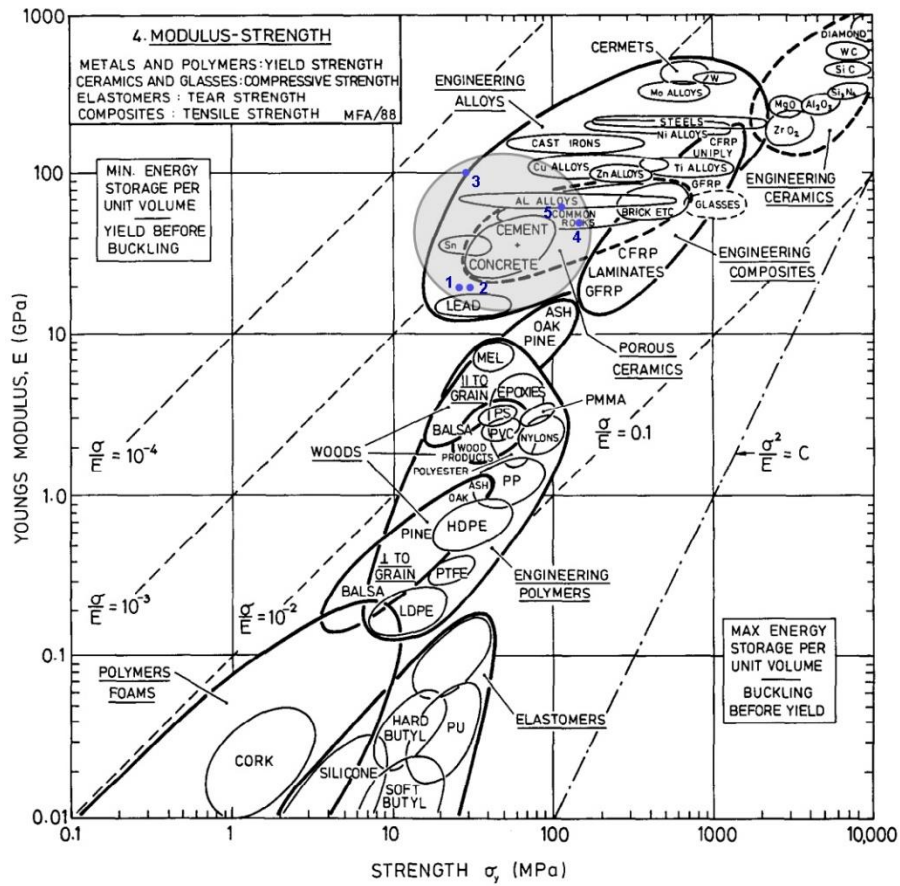 1000
4. MODULUS-STRENGTH
METALS AND POLYMERS: YIELD STRENGTH
CERAMICS AND GLASSES: COMPRESSIVE STRENGTH
ELASTOMERS : TEAR STRENGTH
COMPOSITES : TENSILE STRENGTH MFA/88
MIN. ENERGY
STORAGE PER
UNIT VOLUME
YIELD BEFORE
BUCKLING
ENGINEERING
ALLOYS
CERMETS
W
Mo ALLOYS
DIAMOND
WC
SiC
Si₃N₄
MgO
Al₂O₃
ZrO₂
STEELS
Ni ALLOYS
CAST IRONS
CFRP
UNIPLY
Cu ALLOYS
Zn ALLOYS
Ti ALLOYS
GFRP
ENGINEERING
CERAMICS
100
3
AL ALLOYS
5
COMMON
ROCKS
4
BRICK ETC
GLASSES
Sn
CEMENT
+
CONCRETE
CFRP
LAMINATES
GFRP
ENGINEERING
COMPOSITES
1
2
LEAD
10
ASH
OAK
PINE
POROUS
CERAMICS
MEL
|| TO
GRAIN
EPOXIES
PMMA
PS
BALSA
PVC
NYLONS
WOODS
WOOD
PRODUCTS
POLYESTER
PP
σ/E = 10⁻⁴
σ/E = 0.1
σ²/E = C
1.0
ASH
OAK
PINE
HDPE
⊥ TO
GRAIN
PTFE
ENGINEERING
POLYMERS
BALSA
LDPE
σ/E = 10⁻³
σ/E = 10⁻²
MAX ENERGY
STORAGE PER
UNIT VOLUME
BUCKLING
BEFORE YIELD
0.1
POLYMERS
FOAMS
ELASTOMERS
CORK
HARD
BUTYL
PU
SILICONE
SOFT
BUTYL
0.01
0.1
1
10
100
1000
10,000
YOUNGS MODULUS, E (GPa)
STRENGTH σy (MPa)